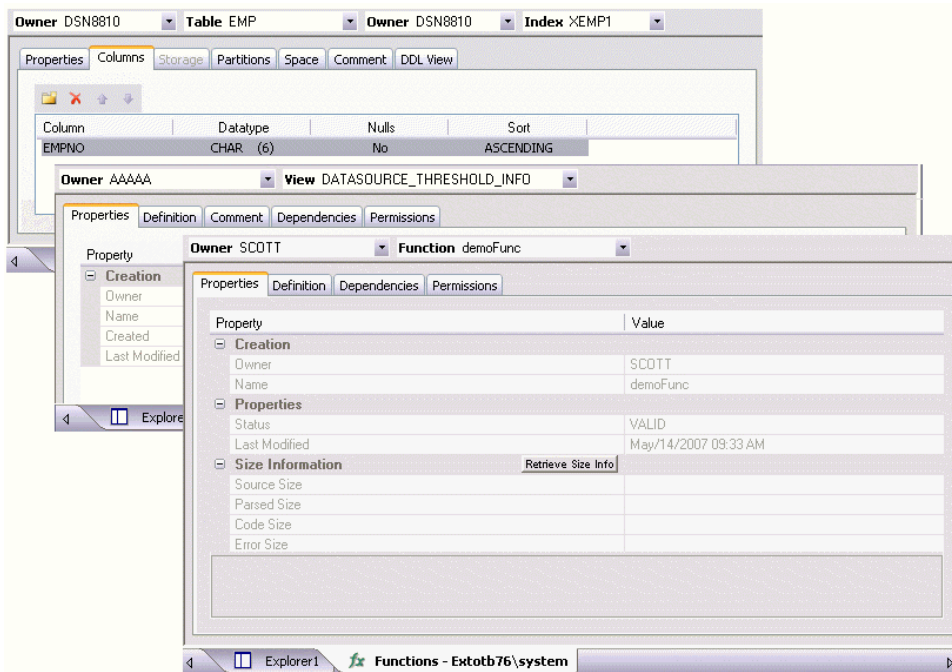 Owner DSN8810 Table EMP Owner DSN8810 Index XEMP1
Properties Columns Storage Partitions Space Comment DDL View
Column Datatype Nulls Sort
EMPNO CHAR (6) No ASCENDING
Owner AAAAA View DATASOURCE_THRESHOLD_INFO
Properties Definition Comment Dependencies Permissions
Property
Creation
Owner
Name
Created
Last Modified
Owner SCOTT Function demoFunc
Properties Definition Dependencies Permissions
Property Value
Creation
Owner SCOTT
Name demoFunc
Properties
Status VALID
Last Modified May/14/2007 09:33 AM
Size Information Retrieve Size Info
Source Size
Parsed Size
Code Size
Error Size
Explore
Explorer1 fx Functions - Extotb76\system